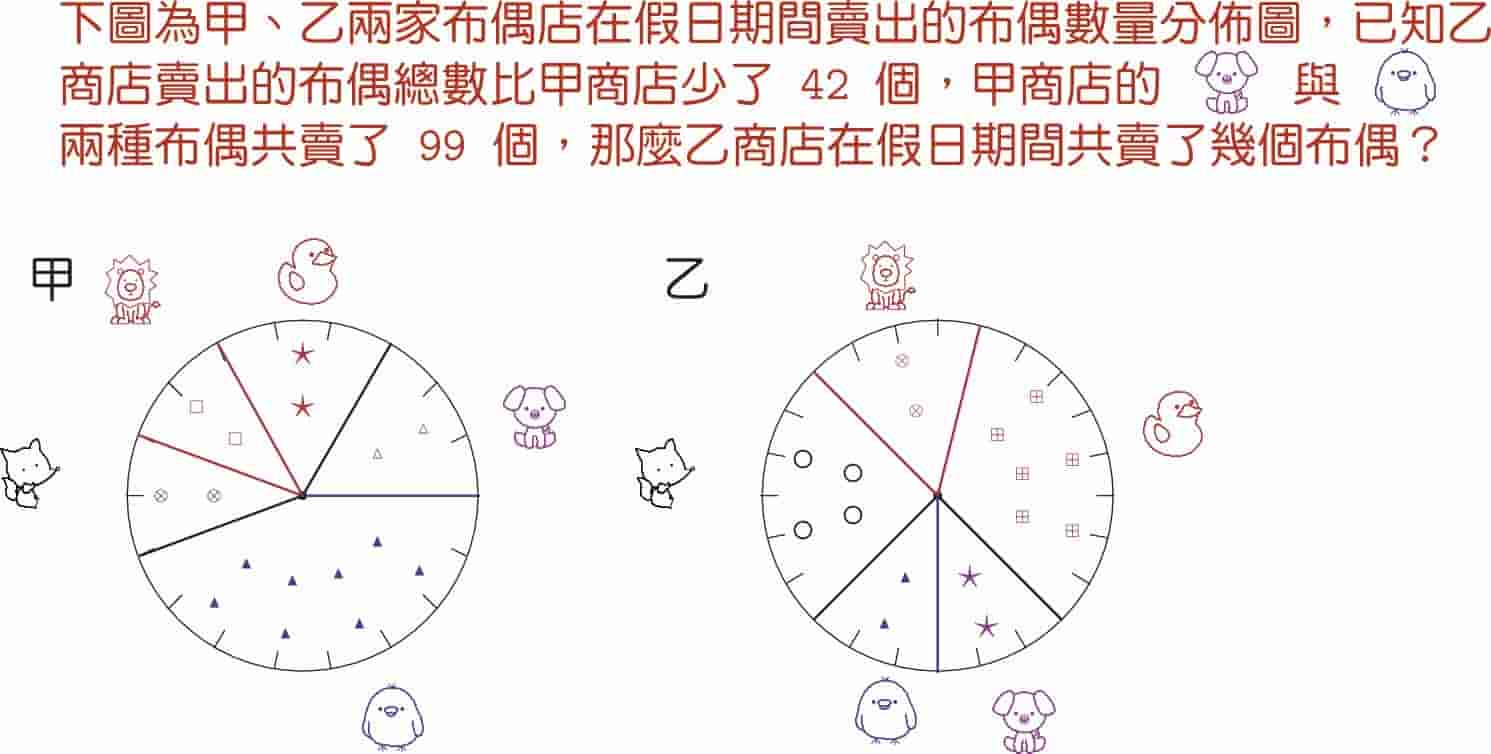 下圖為甲、乙兩家布偶店在假日期間賣出的布偶數量分佈圖，已知乙
商店賣出的布偶總數比甲商店少了 42 個，甲商店的 與
兩種布偶共賣了 99 個，那麼乙商店在假日期間共賣了幾個布偶？
甲 乙